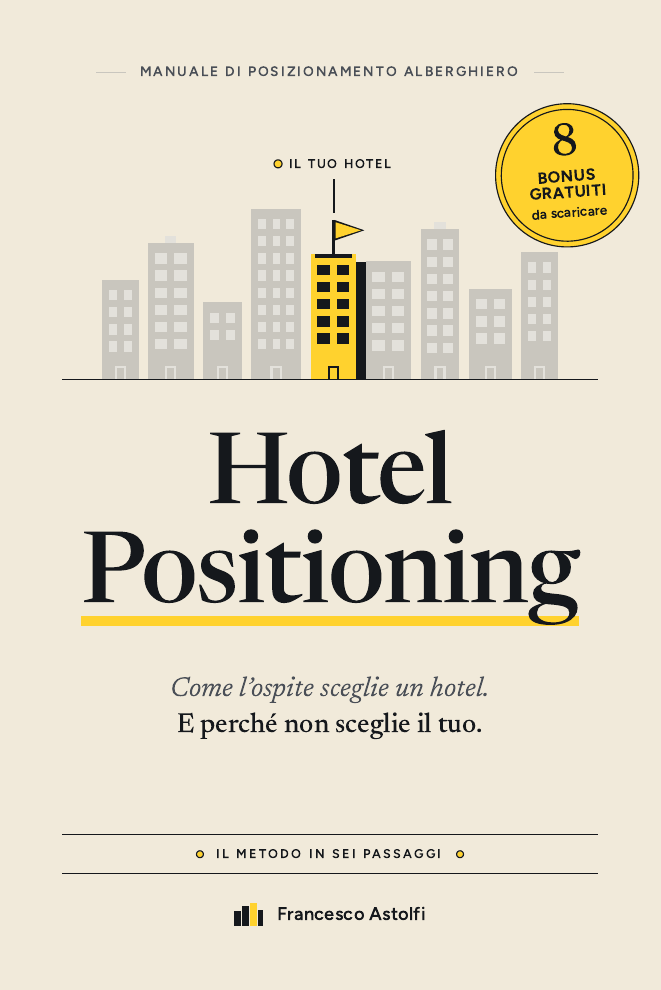 MANUALE DI POSIZIONAMENTO ALBERGHIERO
8
BONUS
GRATUITI
da scaricare
IL TUO HOTEL
Hotel
Positioning
Come l’ospite sceglie un hotel.
E perché non sceglie il tuo.
IL METODO IN SEI PASSAGGI
Francesco Astolfi